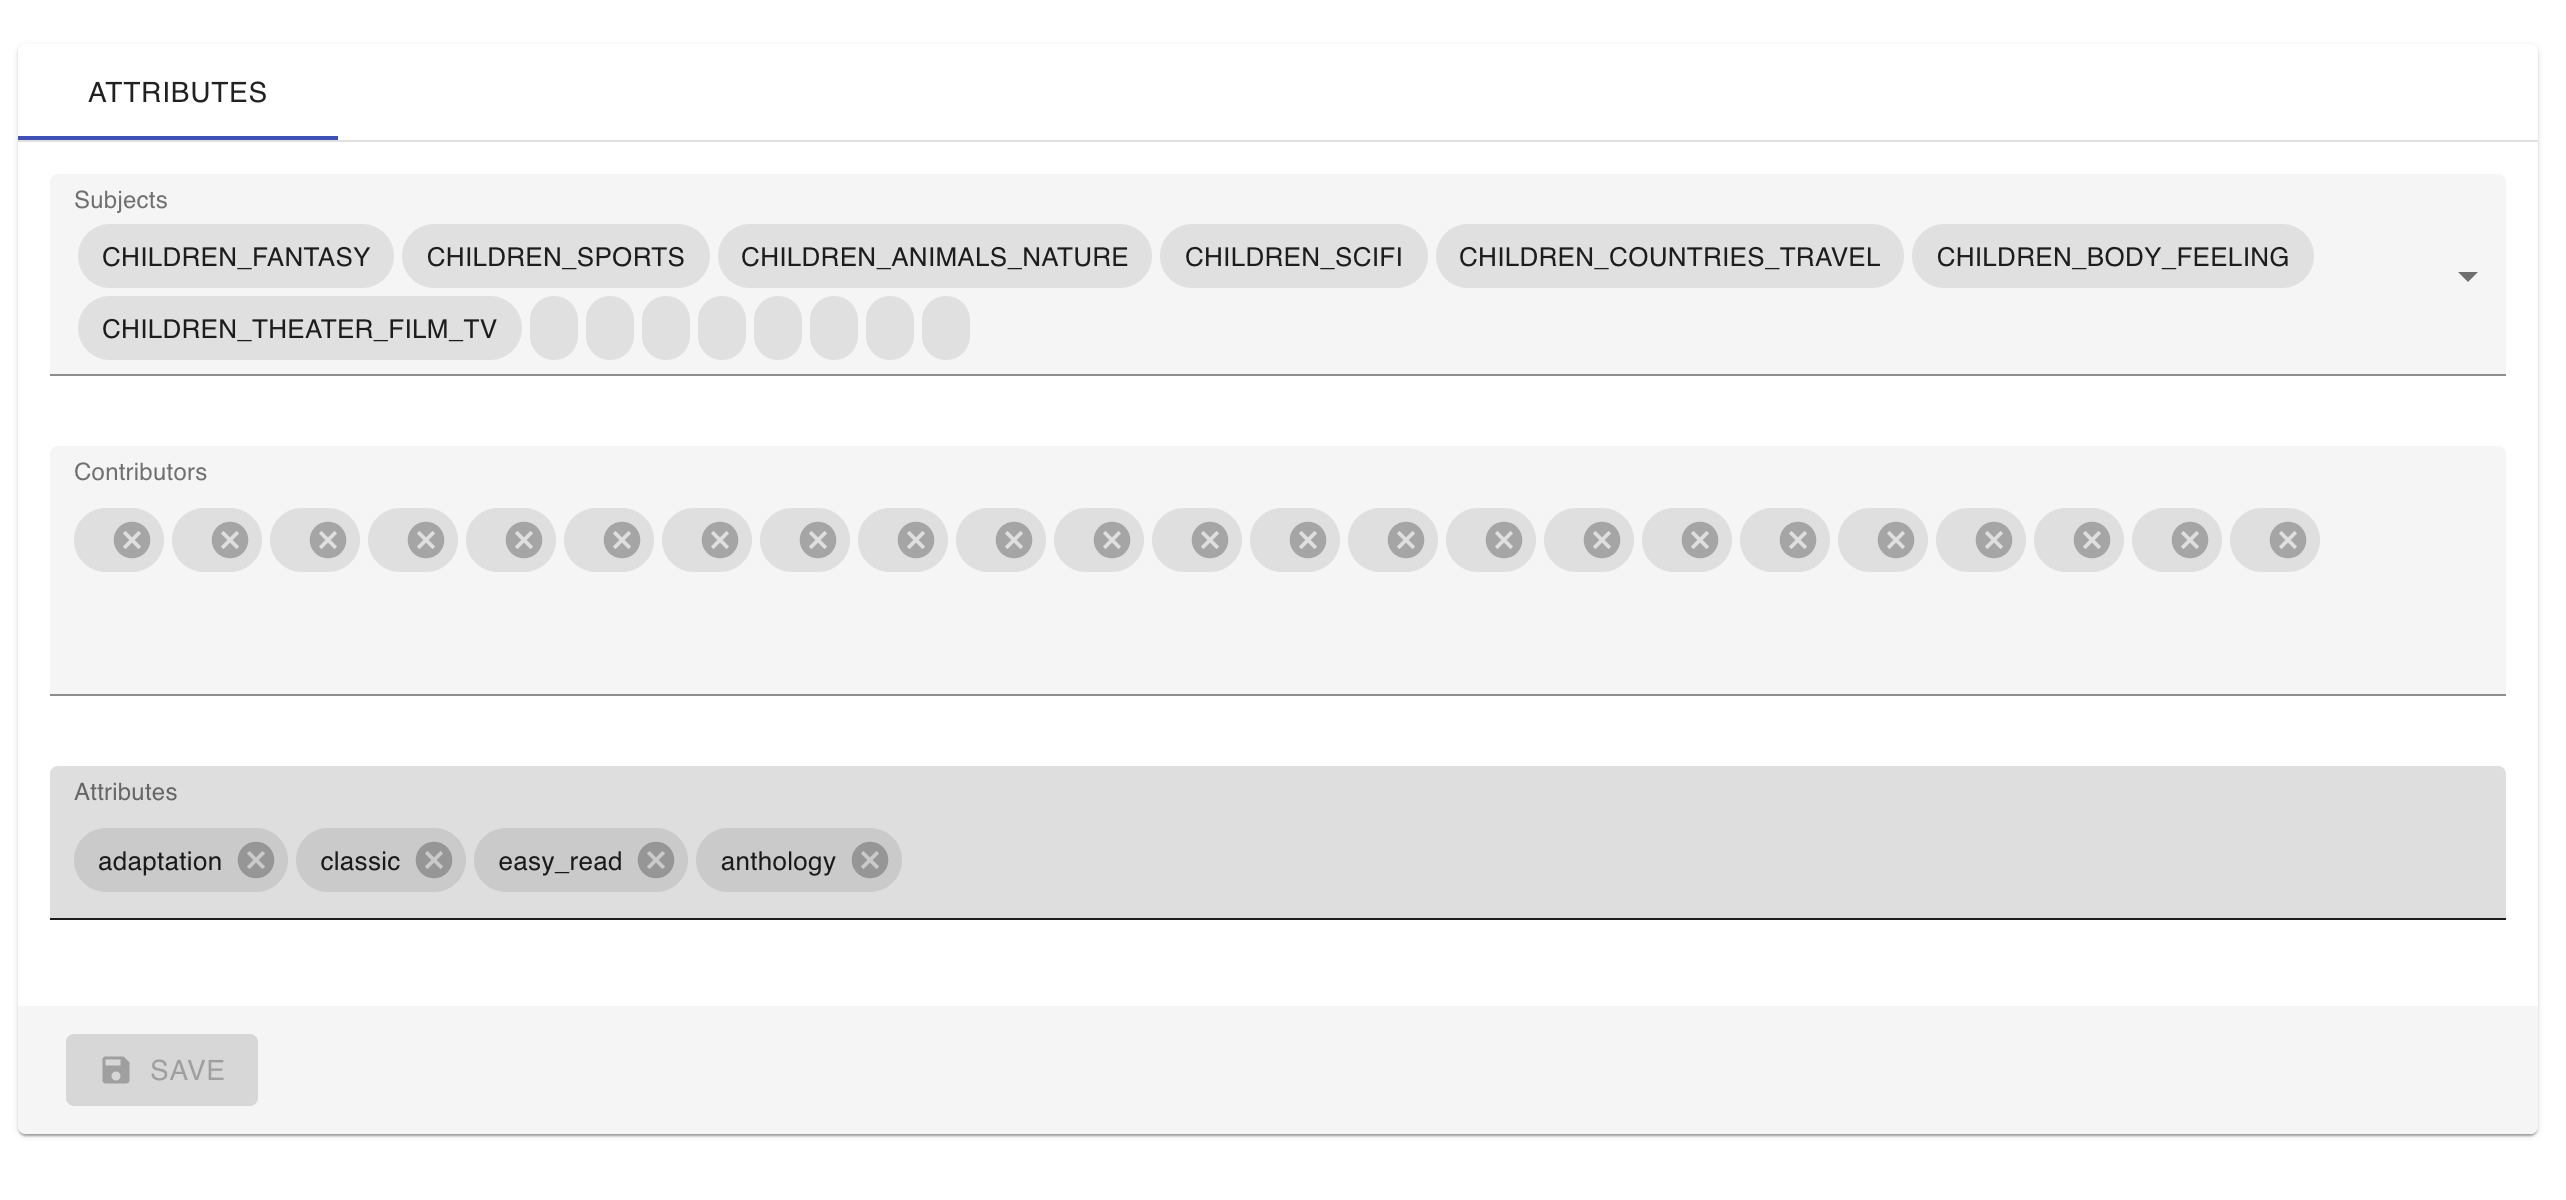 ATTRIBUTES
Subjects
CHILDREN_FANTASY CHILDREN_SPORTS CHILDREN_ANIMALS_NATURE CHILDREN_SCIFI CHILDREN_COUNTRIES_TRAVEL CHILDREN_BODY_FEELING
CHILDREN_THEATER_FILM_TV
Contributors
Attributes
adaptation classic easy_read anthology
SAVE